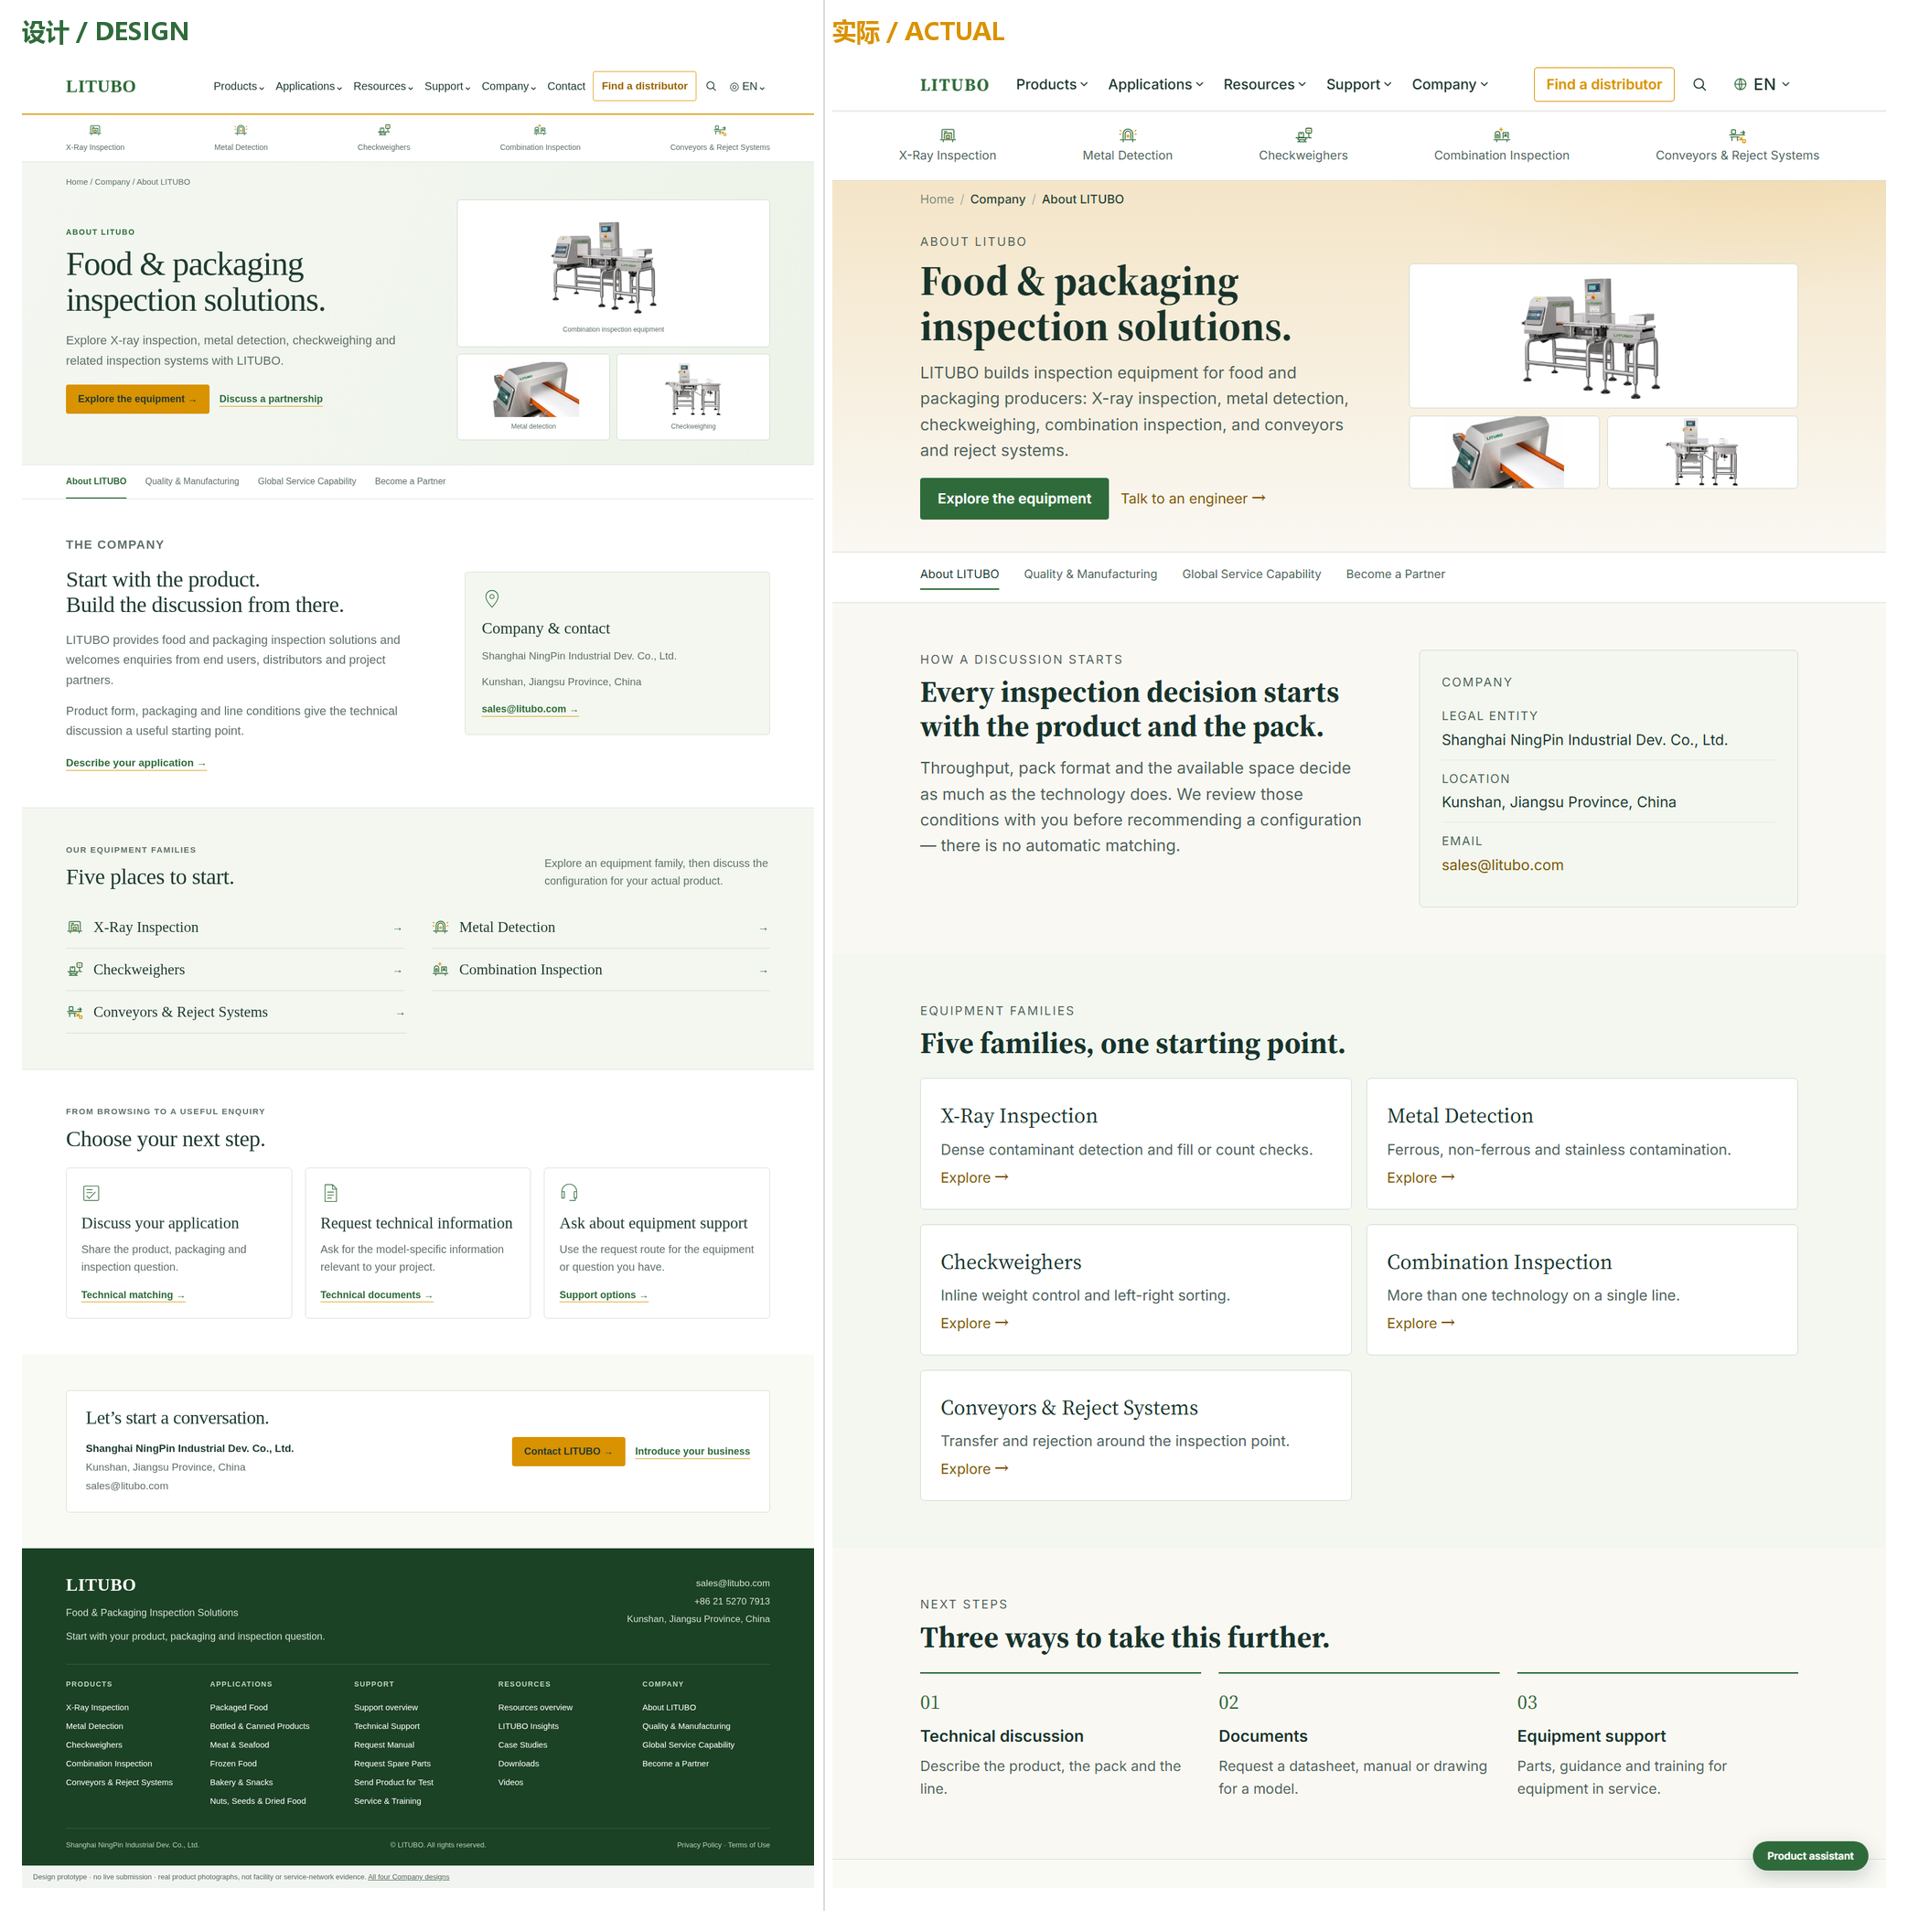 设计 / DESIGN
LITUBO
Products
Applications
Resources
Support
Company
Contact
Find a distributor
EN
X-Ray Inspection
Metal Detection
Checkweighers
Combination Inspection
Conveyors & Reject Systems
Home / Company / About LITUBO
ABOUT LITUBO
Food & packaging
inspection solutions.
Explore X-ray inspection, metal detection, checkweighing and
related inspection systems with LITUBO.
Explore the equipment →
Discuss a partnership
Combination inspection equipment
Metal detection
Checkweighing
About LITUBO
Quality & Manufacturing
Global Service Capability
Become a Partner
THE COMPANY
Start with the product.
Build the discussion from there.
LITUBO provides food and packaging inspection solutions and
welcomes enquiries from end users, distributors and project
partners.
Product form, packaging and line conditions give the technical
discussion a useful starting point.
Describe your application →
Company & contact
Shanghai NingPin Industrial Dev. Co., Ltd.
Kunshan, Jiangsu Province, China
sales@litubo.com →
OUR EQUIPMENT FAMILIES
Five places to start.
Explore an equipment family, then discuss the
configuration for your actual product.
X-Ray Inspection →
Metal Detection →
Checkweighers →
Combination Inspection →
Conveyors & Reject Systems →
FROM BROWSING TO A USEFUL ENQUIRY
Choose your next step.
Discuss your application
Share the product, packaging and
inspection question.
Technical matching →
Request technical information
Ask for the model-specific information
relevant to your project.
Technical documents →
Ask about equipment support
Use the request route for the equipment
or question you have.
Support options →
Let’s start a conversation.
Shanghai NingPin Industrial Dev. Co., Ltd.
Kunshan, Jiangsu Province, China
sales@litubo.com
Contact LITUBO →
Introduce your business
LITUBO
Food & Packaging Inspection Solutions
Start with your product, packaging and inspection question.
sales@litubo.com
+86 21 5270 7913
Kunshan, Jiangsu Province, China
PRODUCTS
X-Ray Inspection
Metal Detection
Checkweighers
Combination Inspection
Conveyors & Reject Systems
APPLICATIONS
Packaged Food
Bottled & Canned Products
Meat & Seafood
Frozen Food
Bakery & Snacks
Nuts, Seeds & Dried Food
SUPPORT
Support overview
Technical Support
Request Manual
Request Spare Parts
Send Product for Test
Service & Training
RESOURCES
Resources overview
LITUBO Insights
Case Studies
Downloads
Videos
COMPANY
About LITUBO
Quality & Manufacturing
Global Service Capability
Become a Partner
Shanghai NingPin Industrial Dev. Co., Ltd.
© LITUBO. All rights reserved.
Privacy Policy · Terms of Use
Design prototype · no live submission · real product photographs, not facility or service-network evidence. All four Company designs
实际 / ACTUAL
LITUBO
Products
Applications
Resources
Support
Company
Find a distributor
EN
X-Ray Inspection
Metal Detection
Checkweighers
Combination Inspection
Conveyors & Reject Systems
Home / Company / About LITUBO
ABOUT LITUBO
Food & packaging
inspection solutions.
LITUBO builds inspection equipment for food and
packaging producers: X-ray inspection, metal detection,
checkweighing, combination inspection, and conveyors
and reject systems.
Explore the equipment
Talk to an engineer →
LITUBO
About LITUBO
Quality & Manufacturing
Global Service Capability
Become a Partner
HOW A DISCUSSION STARTS
Every inspection decision starts
with the product and the pack.
Throughput, pack format and the available space decide
as much as the technology does. We review those
conditions with you before recommending a configuration
— there is no automatic matching.
COMPANY
LEGAL ENTITY
Shanghai NingPin Industrial Dev. Co., Ltd.
LOCATION
Kunshan, Jiangsu Province, China
EMAIL
sales@litubo.com
EQUIPMENT FAMILIES
Five families, one starting point.
X-Ray Inspection
Dense contaminant detection and fill or count checks.
Explore →
Metal Detection
Ferrous, non-ferrous and stainless contamination.
Explore →
Checkweighers
Inline weight control and left-right sorting.
Explore →
Combination Inspection
More than one technology on a single line.
Explore →
Conveyors & Reject Systems
Transfer and rejection around the inspection point.
Explore →
NEXT STEPS
Three ways to take this further.
01
Technical discussion
Describe the product, the pack and the
line.
02
Documents
Request a datasheet, manual or drawing
for a model.
03
Equipment support
Parts, guidance and training for
equipment in service.
Product assistant